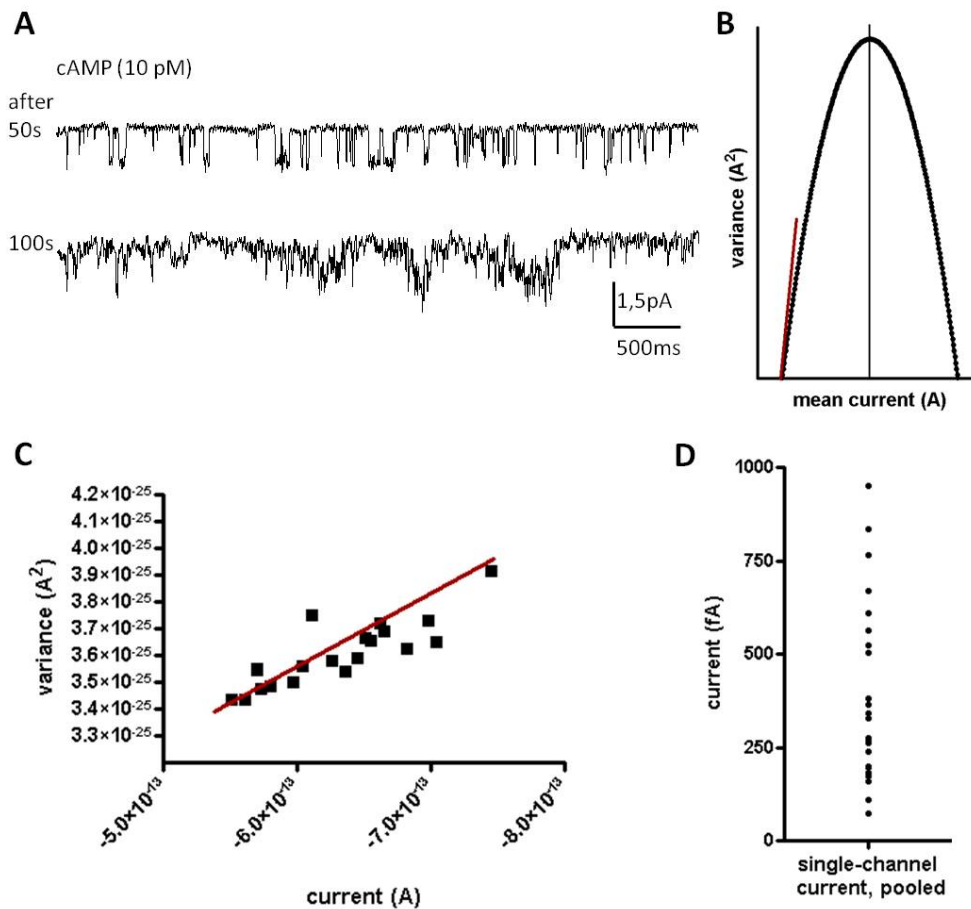 A
cAMP (10 pM)
after
50s
100s
1,5pA
500ms
B
variance (A²)
mean current (A)
C
variance (A²)
4.2×10⁻²⁵
4.1×10⁻²⁵
4.0×10⁻²⁵
3.9×10⁻²⁵
3.8×10⁻²⁵
3.7×10⁻²⁵
3.6×10⁻²⁵
3.5×10⁻²⁵
3.4×10⁻²⁵
3.3×10⁻²⁵
-5.0×10⁻¹³
-6.0×10⁻¹³
-7.0×10⁻¹³
-8.0×10⁻¹³
current (A)
D
current (fA)
1000
750
500
250
0
single-channel
current, pooled